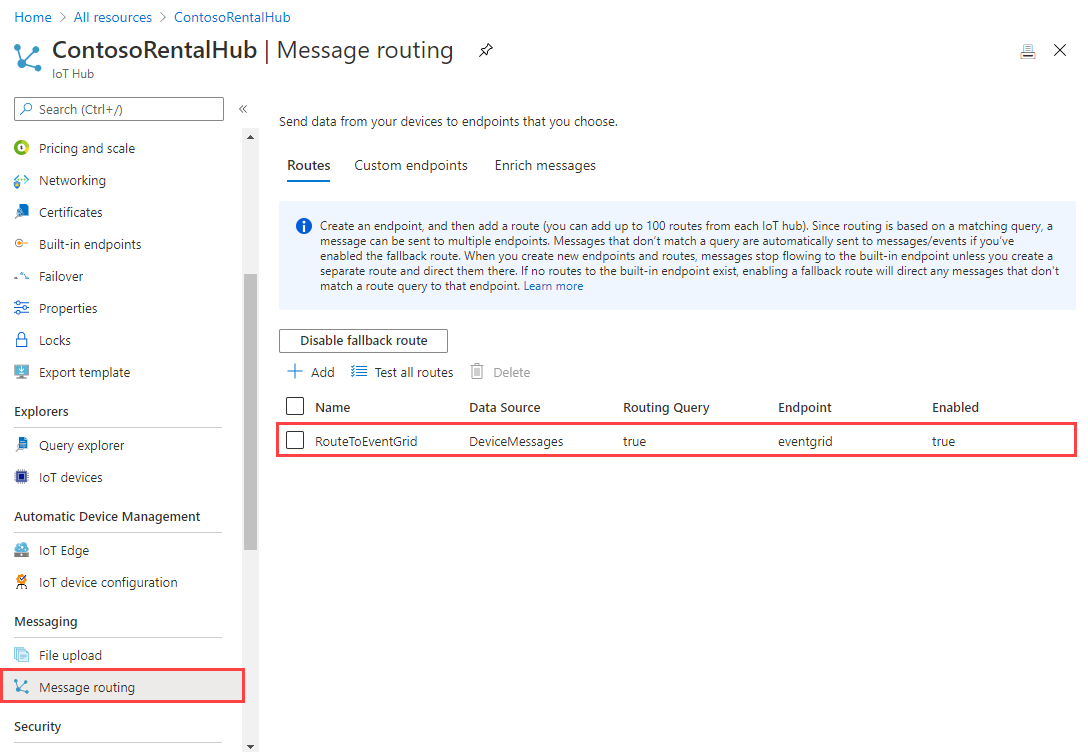 Home > All resources > ContosoRentalHub
ContosoRentalHub | Message routing
IoT Hub
Search (Ctrl+/)
«
Pricing and scale
Networking
Certificates
Built-in endpoints
Failover
Properties
Locks
Export template
Explorers
Query explorer
IoT devices
Automatic Device Management
IoT Edge
IoT device configuration
Messaging
File upload
Message routing
Security
Send data from your devices to endpoints that you choose.
Routes Custom endpoints Enrich messages
Create an endpoint, and then add a route (you can add up to 100 routes from each IoT hub). Since routing is based on a matching query, a
message can be sent to multiple endpoints. Messages that don't match a query are automatically sent to messages/events if you've
enabled the fallback route. When you create new endpoints and routes, messages stop flowing to the built-in endpoint unless you create a
separate route and direct them there. If no routes to the built-in endpoint exist, enabling a fallback route will direct any messages that don't
match a route query to that endpoint. Learn more
Disable fallback route
Add Test all routes Delete
Name Data Source Routing Query Endpoint Enabled
RouteToEventGrid DeviceMessages true eventgrid true